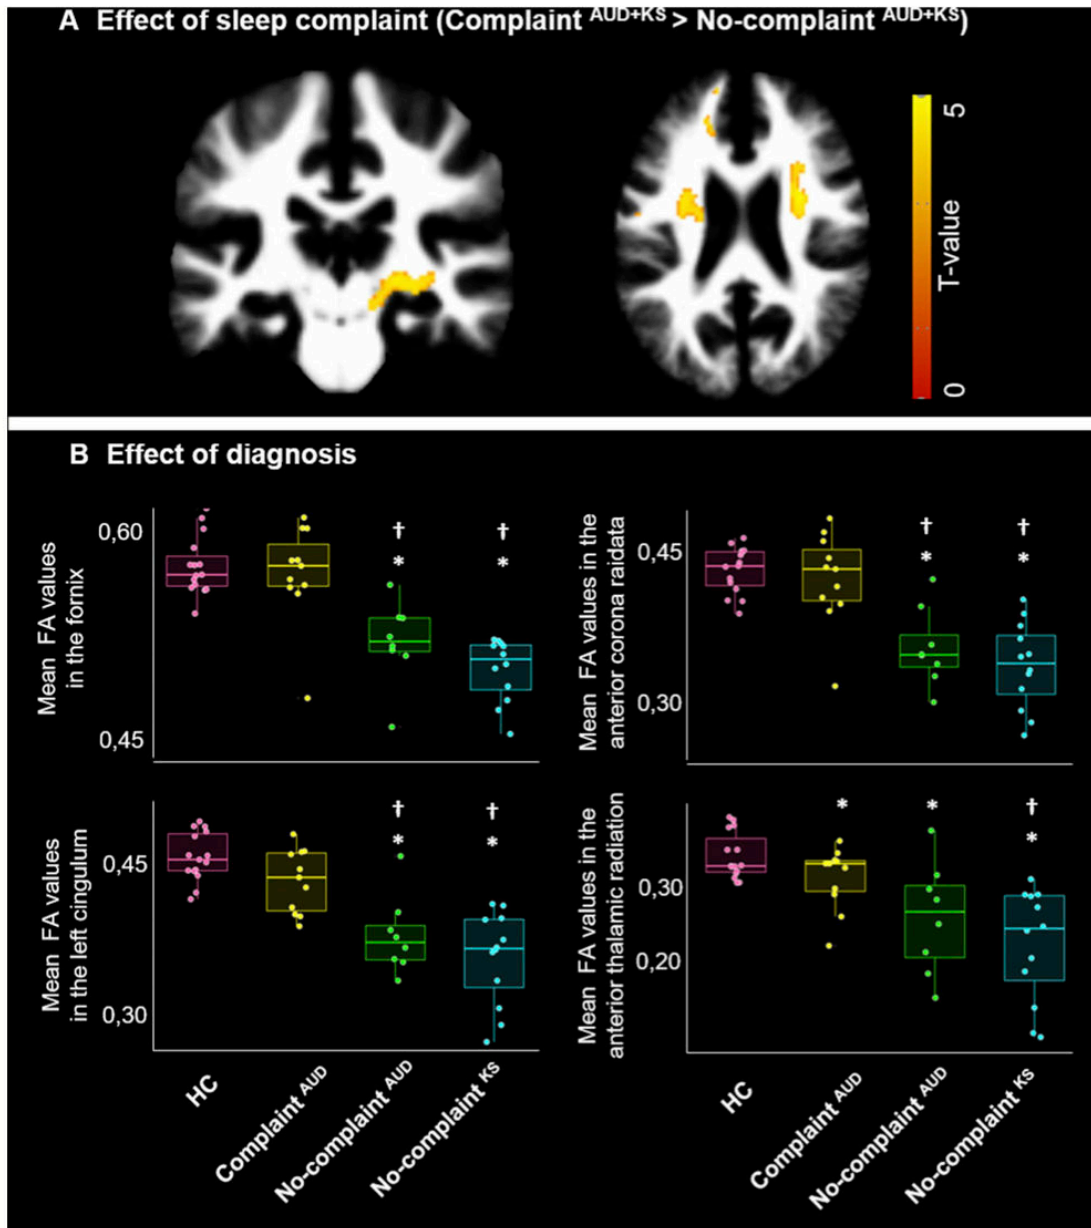 A Effect of sleep complaint (Complaint AUD+KS > No-complaint AUD+KS)
5
T-value
0
B Effect of diagnosis
Mean FA values
in the fornix
0,60
0,45
† †
* *
Mean FA values in the
anterior corona raidata
0,45
0,30
† †
* *
Mean FA values
in the left cingulum
0,45
0,30
† †
* *
Mean FA values in the
anterior thalamic radiation
0,30
0,20
†
* * *
HC
Complaint AUD
No-complaint AUD
No-complaint KS
HC
Complaint AUD
No-complaint AUD
No-complaint KS